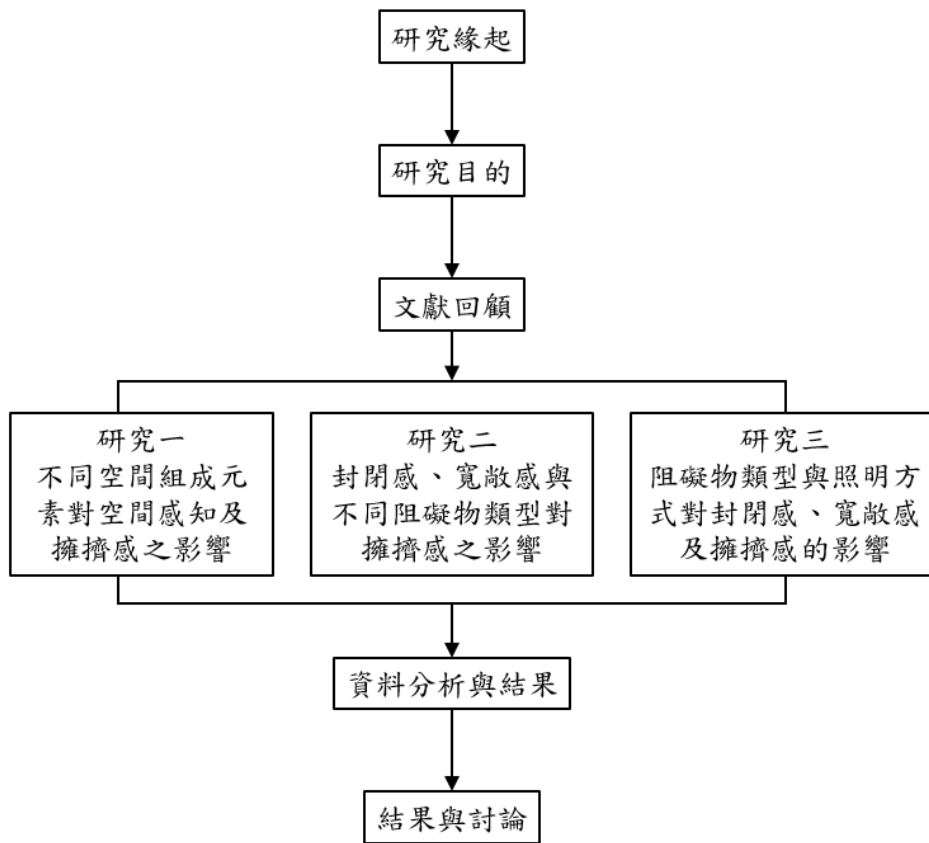 研究緣起
研究目的
文獻回顧
研究一
不同空間組成元
素對空間感知及
擁擠感之影響
研究二
封閉感、寬敞感與
不同阻礙物類型對
擁擠感之影響
研究三
阻礙物類型與照明方
式對封閉感、寬敞感
及擁擠感的影響
資料分析與結果
結果與討論